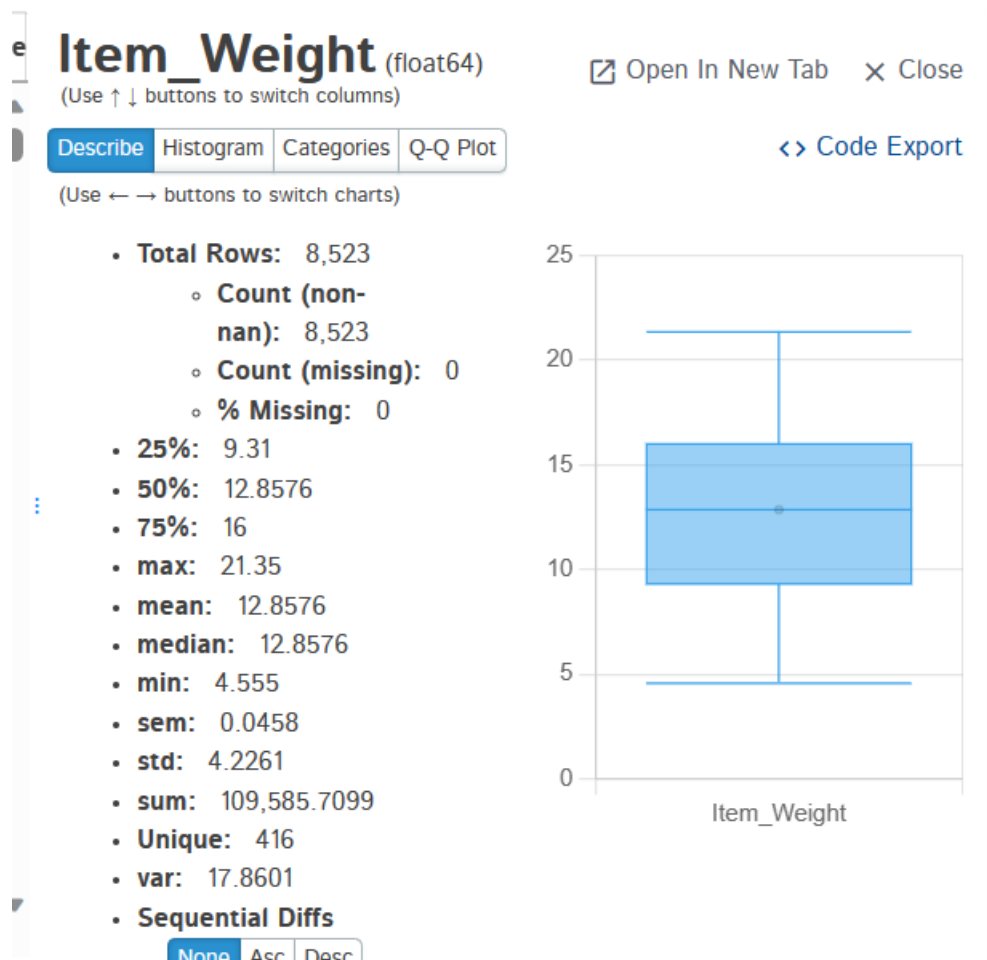 e
Item_Weight (float64)
Open In New Tab
Close
(Use ↑ ↓ buttons to switch columns)
Describe
Histogram
Categories
Q-Q Plot
<> Code Export
(Use ← → buttons to switch charts)
Total Rows: 8,523
Count (non-
nan): 8,523
Count (missing): 0
% Missing: 0
25%: 9.31
50%: 12.8576
75%: 16
max: 21.35
mean: 12.8576
median: 12.8576
min: 4.555
sem: 0.0458
std: 4.2261
sum: 109,585.7099
Unique: 416
var: 17.8601
Sequential Diffs
None
Asc
Desc
25
20
15
10
5
0
Item_Weight